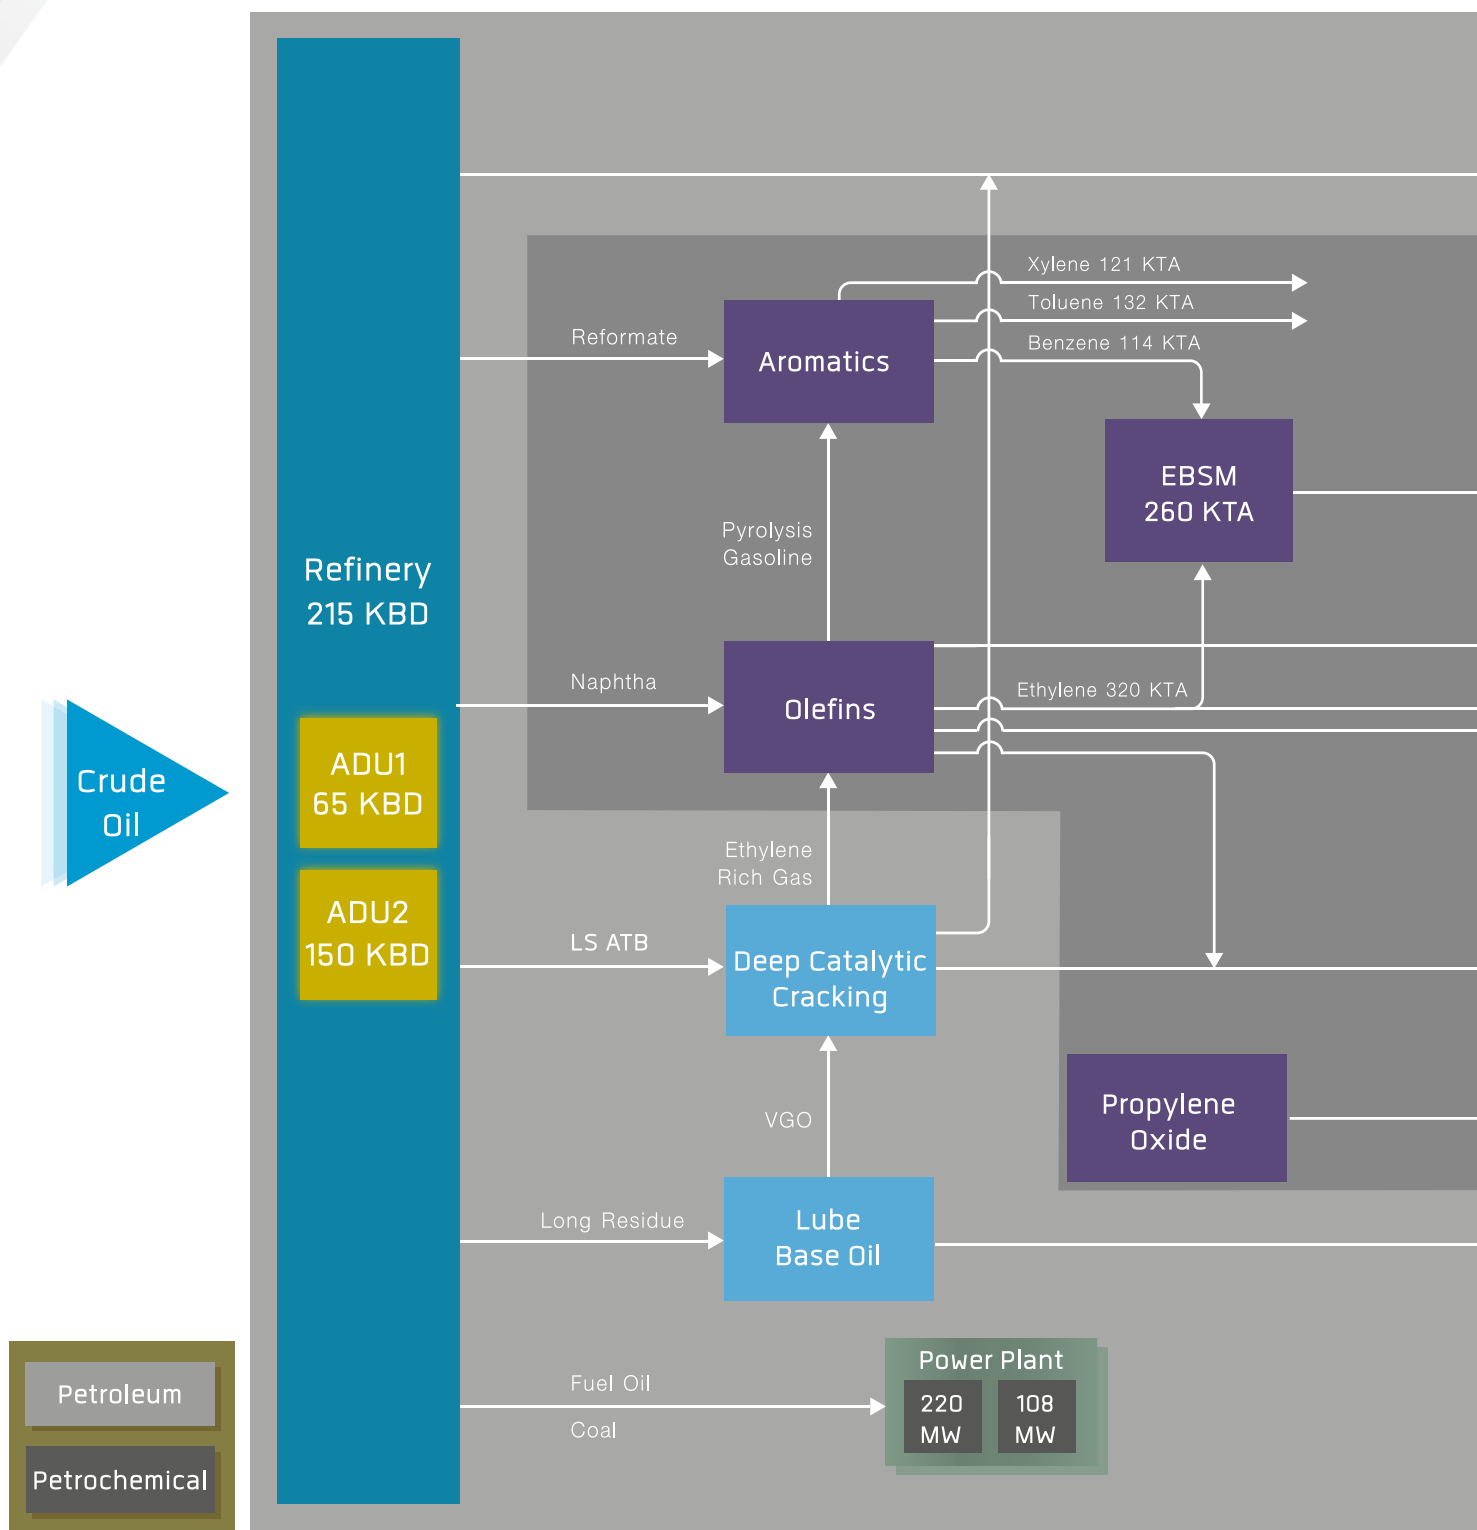 Xylene 121 KTA
Toluene 132 KTA
Benzene 114 KTA
Reformate
Aromatics
EBSM
260 KTA
Pyrolysis
Gasoline
Refinery
215 KBD
Naphtha
Olefins
Ethylene 320 KTA
Crude
Oil
ADU1
65 KBD
Ethylene
Rich Gas
ADU2
150 KBD
LS ATB
Deep Catalytic
Cracking
VGO
Propylene
Oxide
Long Residue
Lube
Base Oil
Power Plant
220
MW
108
MW
Fuel Oil
Coal
Petroleum
Petrochemical